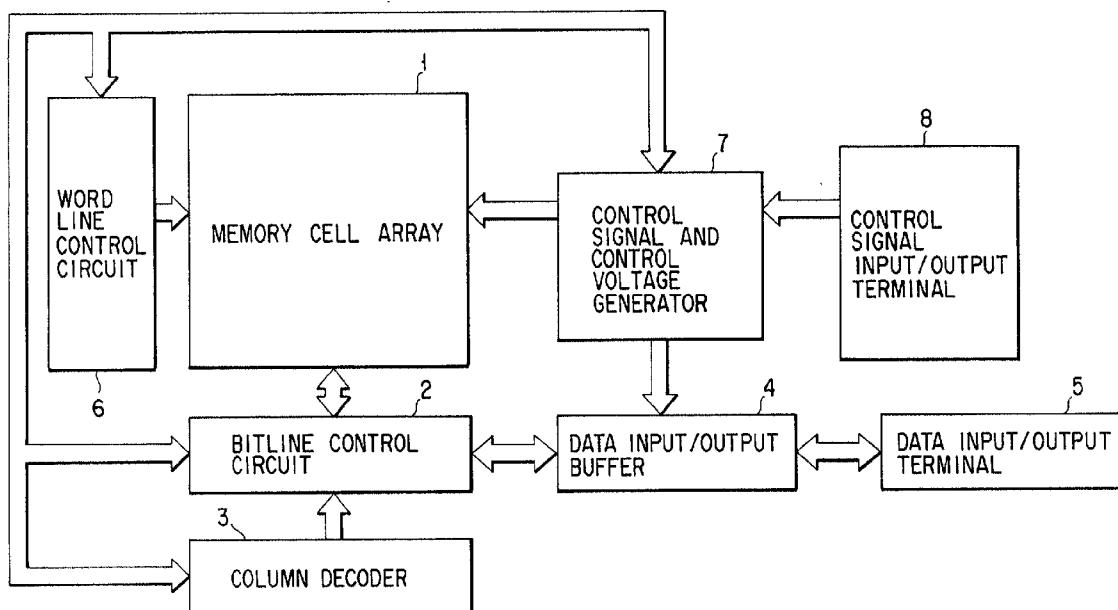 1
7
8
WORD
LINE
CONTROL
CIRCUIT
MEMORY CELL ARRAY
CONTROL
SIGNAL AND
CONTROL
VOLTAGE
GENERATOR
CONTROL
SIGNAL
INPUT/OUTPUT
TERMINAL
6
2
4
5
BITLINE CONTROL
CIRCUIT
DATA INPUT/OUTPUT
BUFFER
DATA INPUT/OUTPUT
TERMINAL
3
COLUMN DECODER